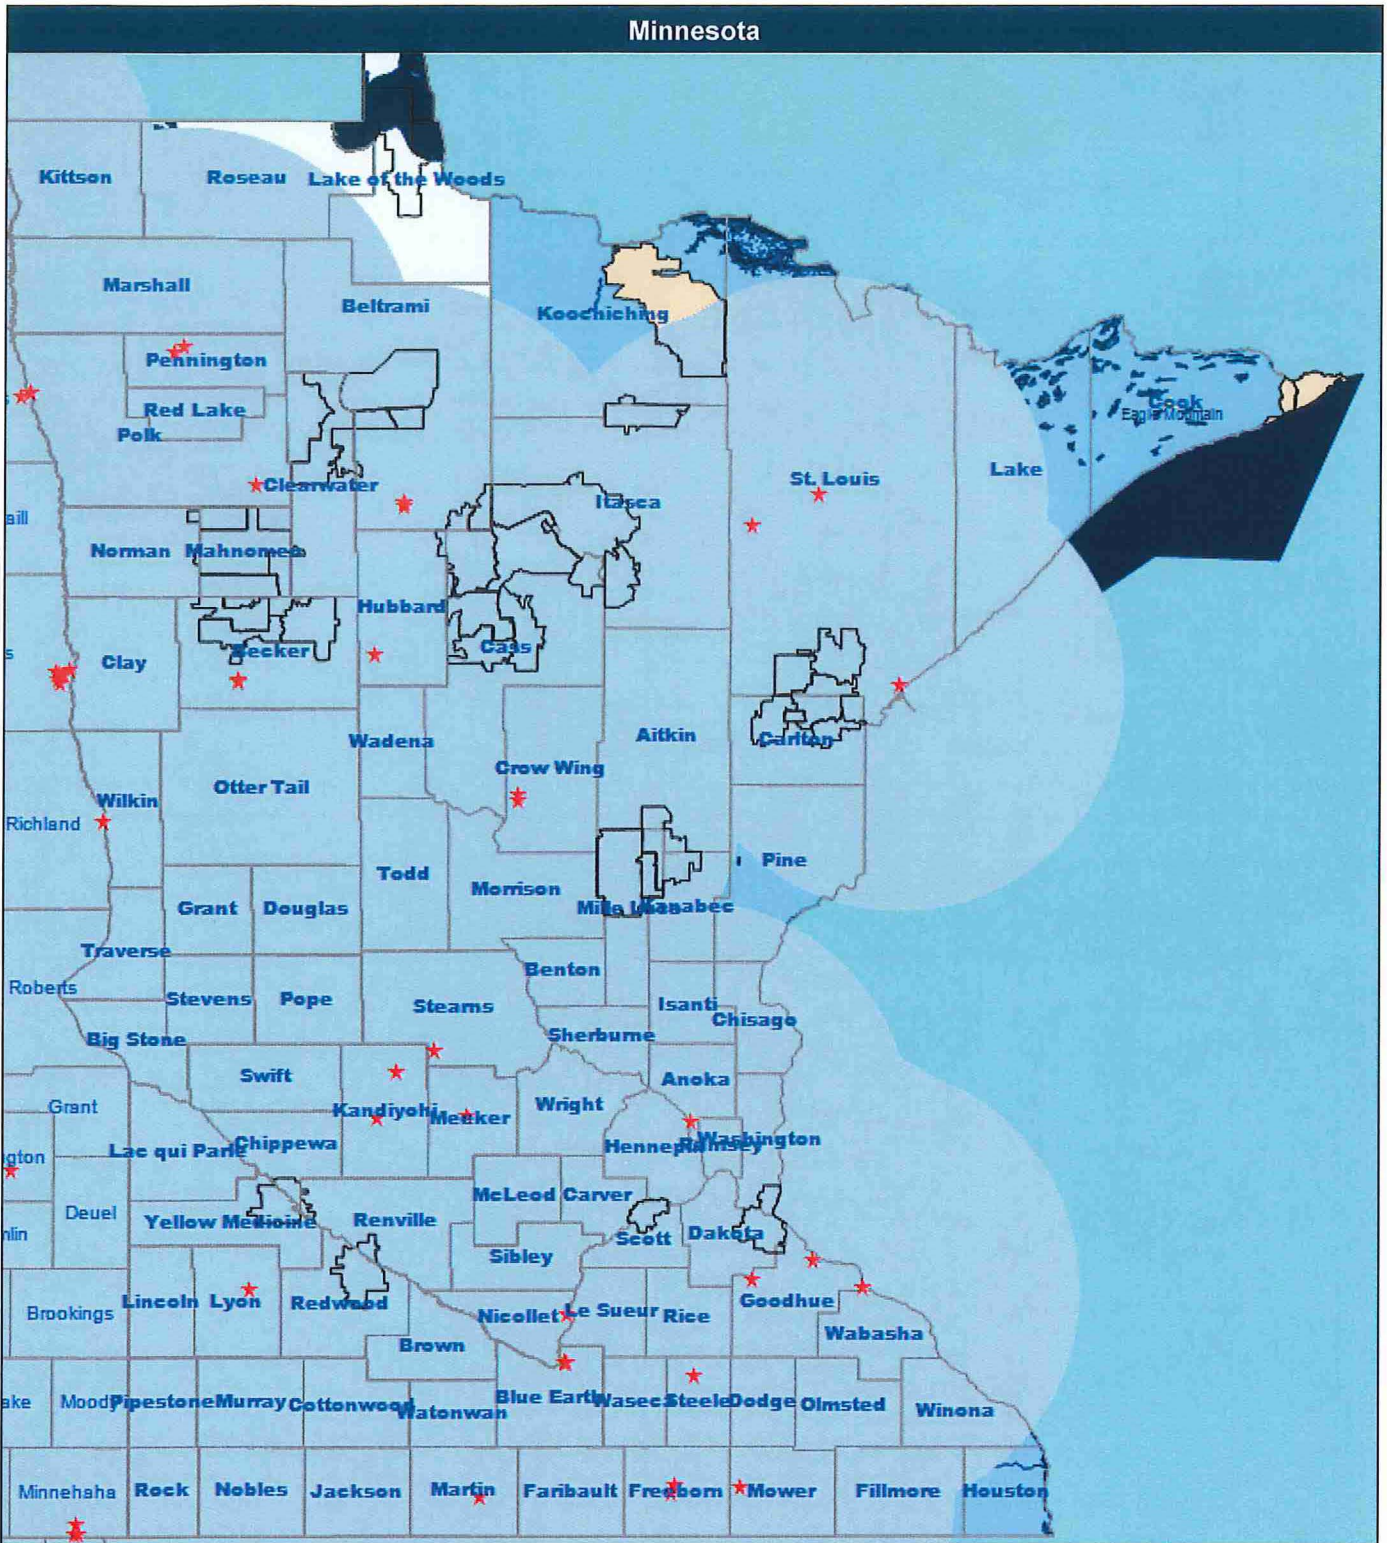 Minnesota
Kittson
Roseau
Lake of the Woods
Marshall
Beltrami
Koochiching
Pennington
Red Lake
Polk
Cook
Eagle Mountain
Clearwater
Lake
St. Louis
Itasca
Norman
Mahnomen
Hubbard
Clay
Becker
Cass
Wadena
Aitkin
Carlton
Crow Wing
Otter Tail
Wilkin
Richland
Todd
Pine
Morrison
Grant
Douglas
Mille Lacs
Kanabec
Traverse
Benton
Roberts
Stevens
Pope
Stearns
Isanti
Chisago
Big Stone
Sherburne
Swift
Anoka
Grant
Kandiyohi
Meeker
Wright
Lac qui Parle
Chippewa
Hennepin
Ramsey
Washington
gton
McLeod
Carver
Deuel
Yellow Medicine
Renville
Scott
Dakota
Sibley
Lincoln
Lyon
Redwood
Goodhue
Brookings
Nicollet
Le Sueur
Rice
Wabasha
Brown
ake
Moody
Pipestone
Murray
Cottonwood
Watonwan
Blue Earth
Waseca
Steele
Dodge
Olmsted
Winona
Minnehaha
Rock
Nobles
Jackson
Martin
Faribault
Freeborn
Mower
Fillmore
Houston